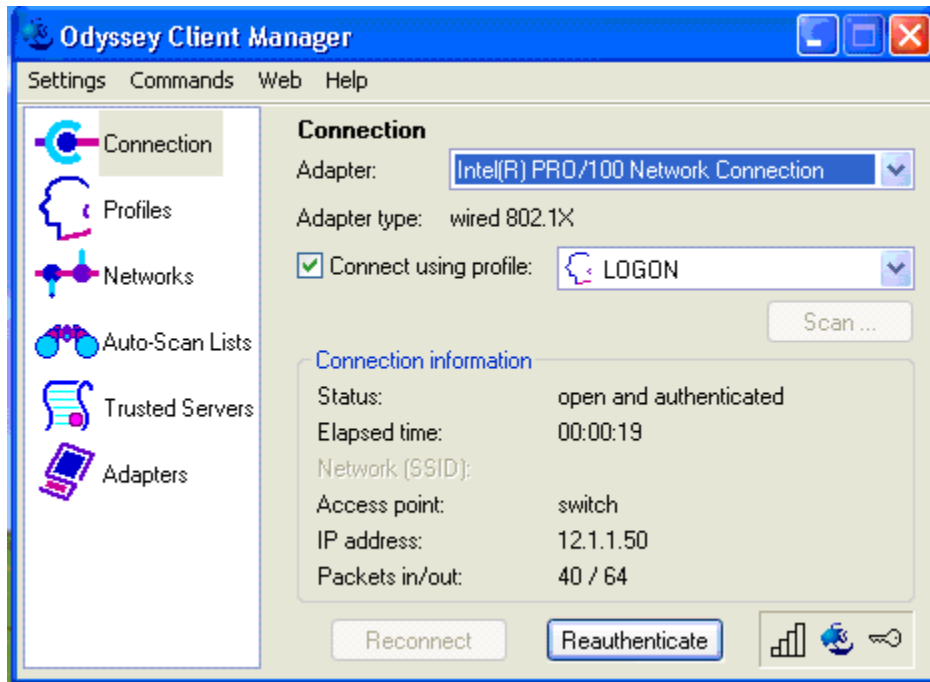 Odyssey Client Manager
Settings Commands Web Help
Connection
Profiles
Networks
Auto-Scan Lists
Trusted Servers
Adapters
Connection
Adapter: Intel(R) PRO/100 Network Connection
Adapter type: wired 802.1X
Connect using profile: LOGON
Scan ...
Connection information
Status: open and authenticated
Elapsed time: 00:00:19
Network (SSID):
Access point: switch
IP address: 12.1.1.50
Packets in/out: 40 / 64
Reconnect Reauthenticate